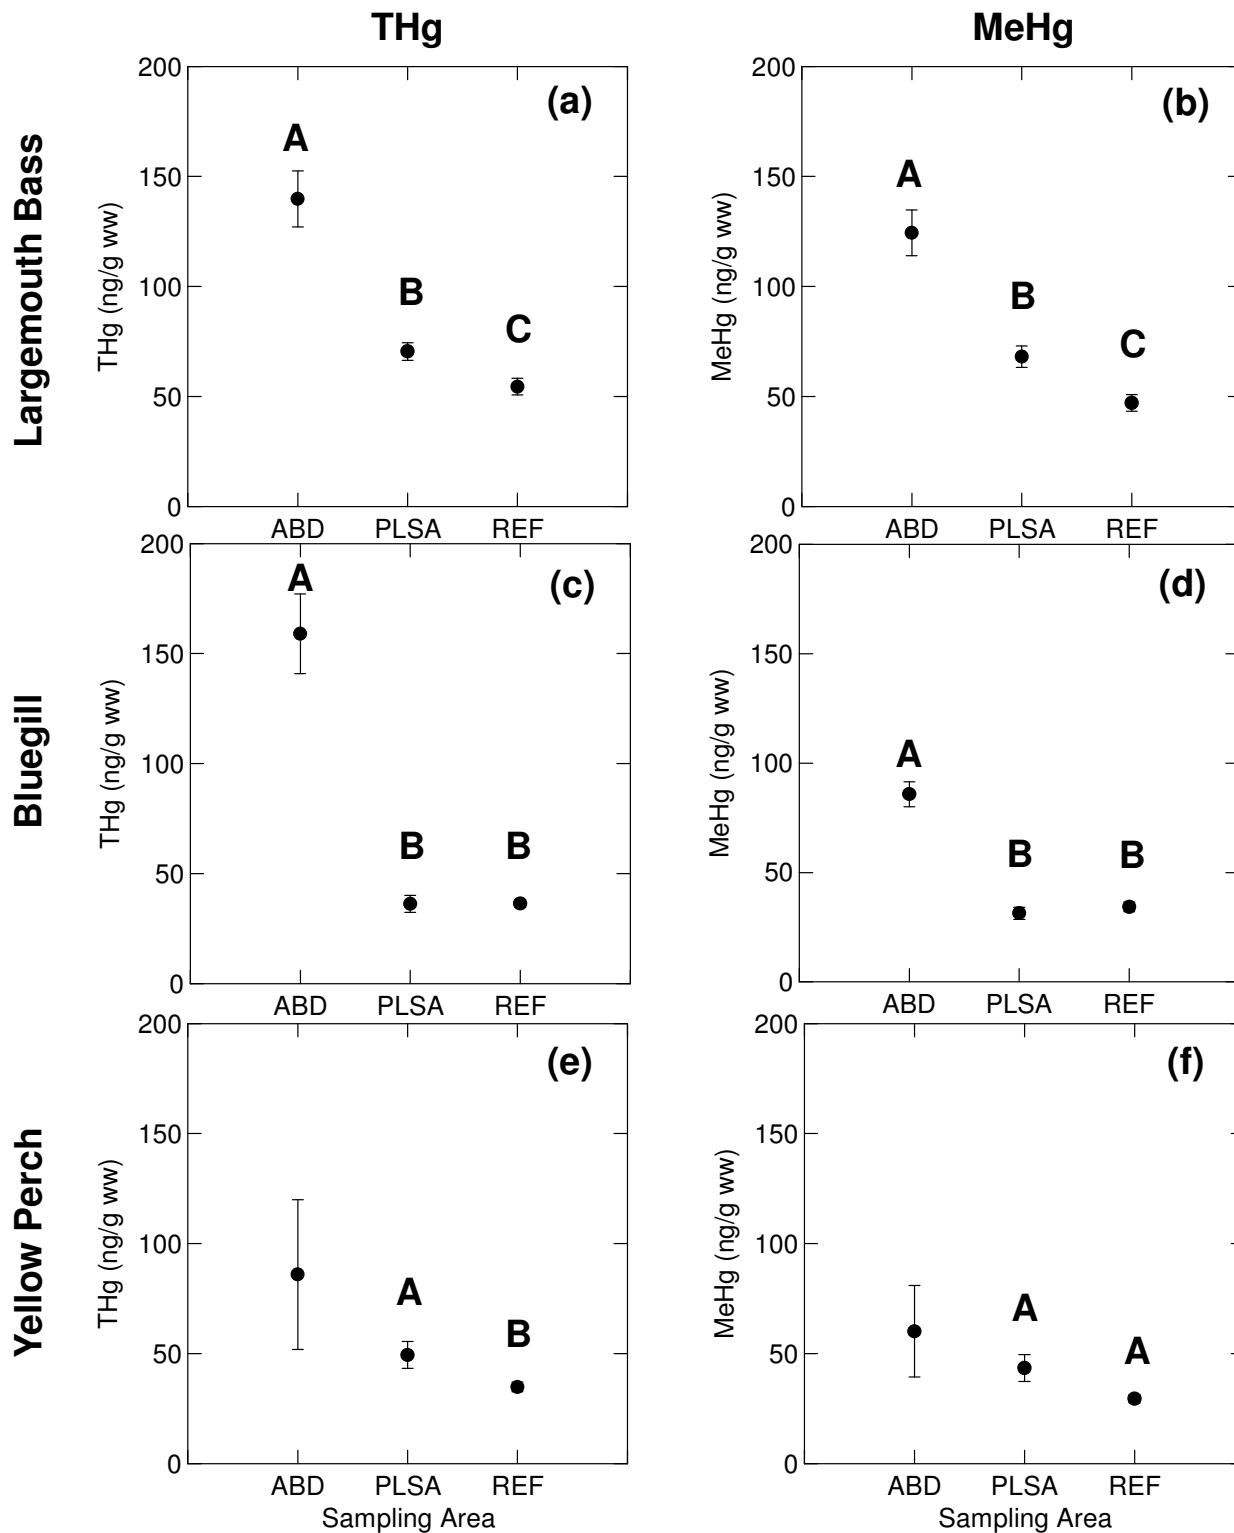 THg
MeHg
Largemouth Bass
THg (ng/g ww)
200
150
100
50
0
(a)
A
B
C
ABD PLSA REF
MeHg (ng/g ww)
200
150
100
50
0
(b)
A
B
C
ABD PLSA REF
Bluegill
THg (ng/g ww)
200
150
100
50
0
(c)
A
B
B
ABD PLSA REF
MeHg (ng/g ww)
200
150
100
50
0
(d)
A
B
B
ABD PLSA REF
Yellow Perch
THg (ng/g ww)
200
150
100
50
0
(e)
A
B
ABD PLSA REF
Sampling Area
MeHg (ng/g ww)
200
150
100
50
0
(f)
A
A
ABD PLSA REF
Sampling Area